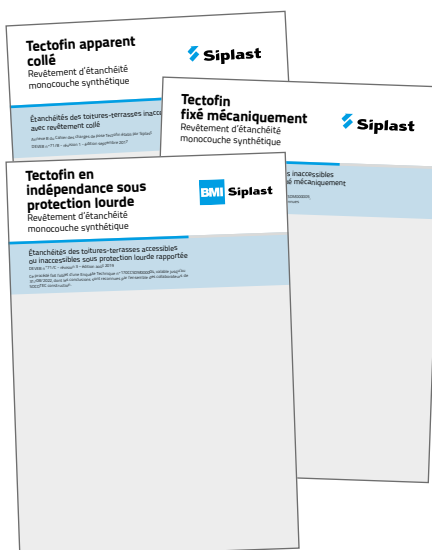 Tectofin apparent
collé
Revêtement d'étanchéité
monocouche synthétique
Siplast
Étanchéités des toitures-terrasses
avec revêtement collé
Tectofin
fixé mécaniquement
Revêtement d'étanchéité
monocouche synthétique
Siplast
inaccessibles
mécaniquement
Tectofin en
indépendance sous
protection lourde
Revêtement d'étanchéité
monocouche synthétique
BMI Siplast
Étanchéités des toitures-terrasses accessibles
ou inaccessibles sous protection lourde rapportée